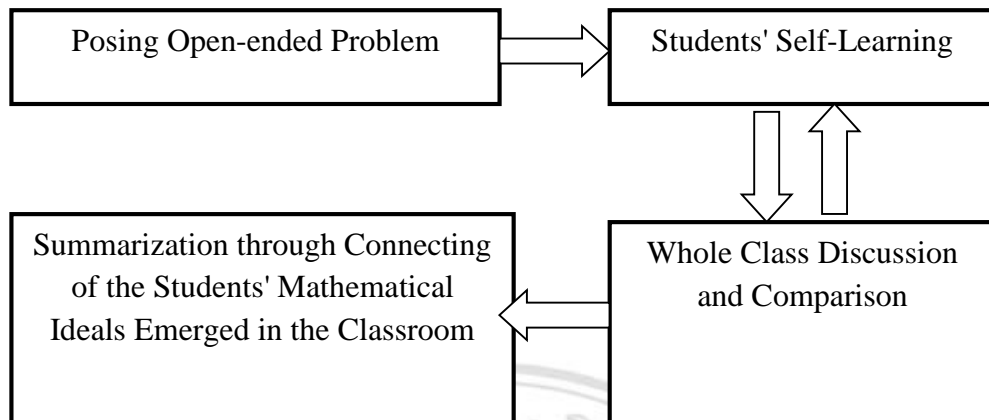 Posing Open-ended Problem
Students' Self-Learning
Whole Class Discussion
and Comparison
Summarization through Connecting
of the Students' Mathematical
Ideals Emerged in the Classroom